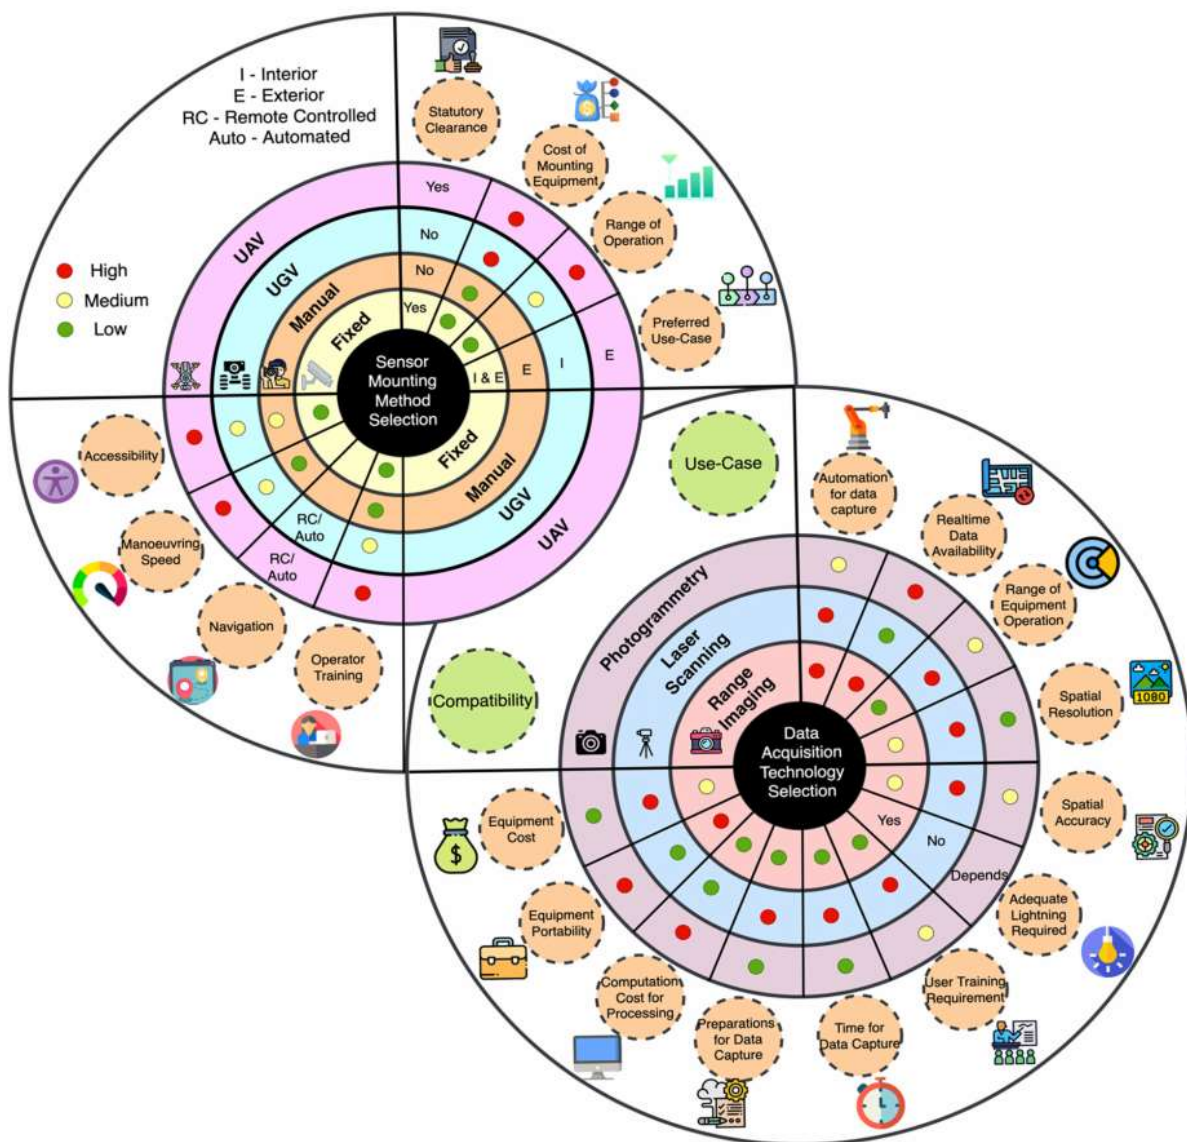 I - Interior
E - Exterior
RC - Remote Controlled
Auto - Automated
High
Medium
Low
Statutory
Clearance
Cost of
Mounting
Equipment
Range of
Operation
Preferred
Use-Case
Yes
No
No
Yes
UAV
UGV
Manual
Fixed
Sensor
Mounting
Method
Selection
I & E
E
I
E
Fixed
Manual
UGV
UAV
RC/
Auto
RC/
Auto
Accessibility
Manoeuvring
Speed
Navigation
Operator
Training
Use-Case
Compatibility
Automation
for data
capture
Realtime
Data
Availability
Range of
Equipment
Operation
Spatial
Resolution
1080
Spatial
Accuracy
Adequate
Lightning
Required
User Training
Requirement
Time for
Data Capture
Preparations
for Data
Capture
Computation
Cost for
Processing
Equipment
Portability
Equipment
Cost
$
$
Photogrammetry
Laser
Scanning
Range
Imaging
Data
Acquisition
Technology
Selection
Yes
No
Depends